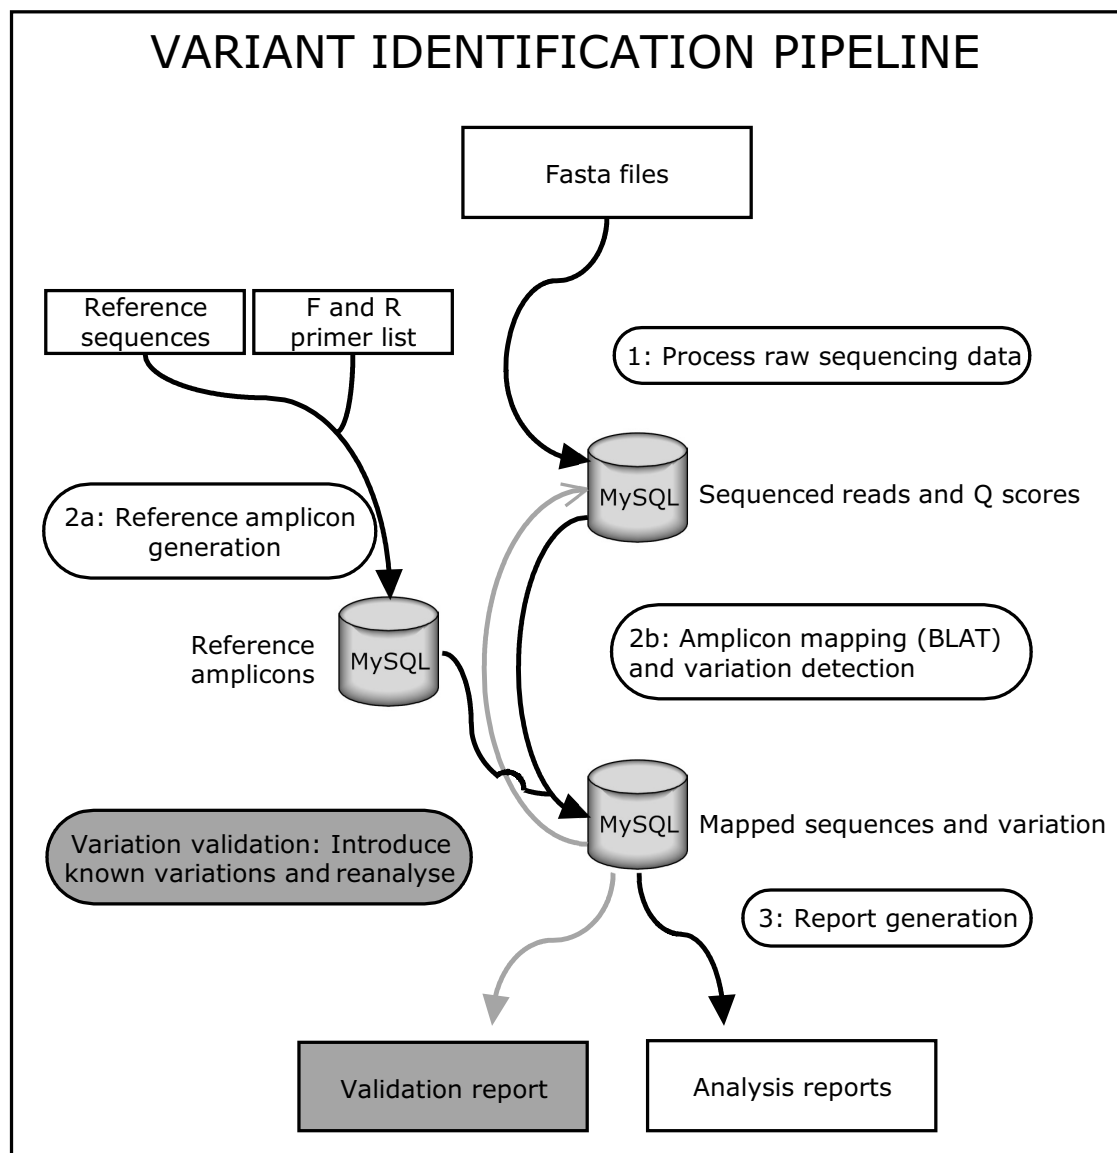 VARIANT IDENTIFICATION PIPELINE
Fasta files
Reference
sequences
F and R
primer list
1: Process raw sequencing data
MySQL
Sequenced reads and Q scores
2a: Reference amplicon
generation
Reference
amplicons
MySQL
2b: Amplicon mapping (BLAT)
and variation detection
MySQL
Mapped sequences and variation
Variation validation: Introduce
known variations and reanalyse
3: Report generation
Validation report
Analysis reports